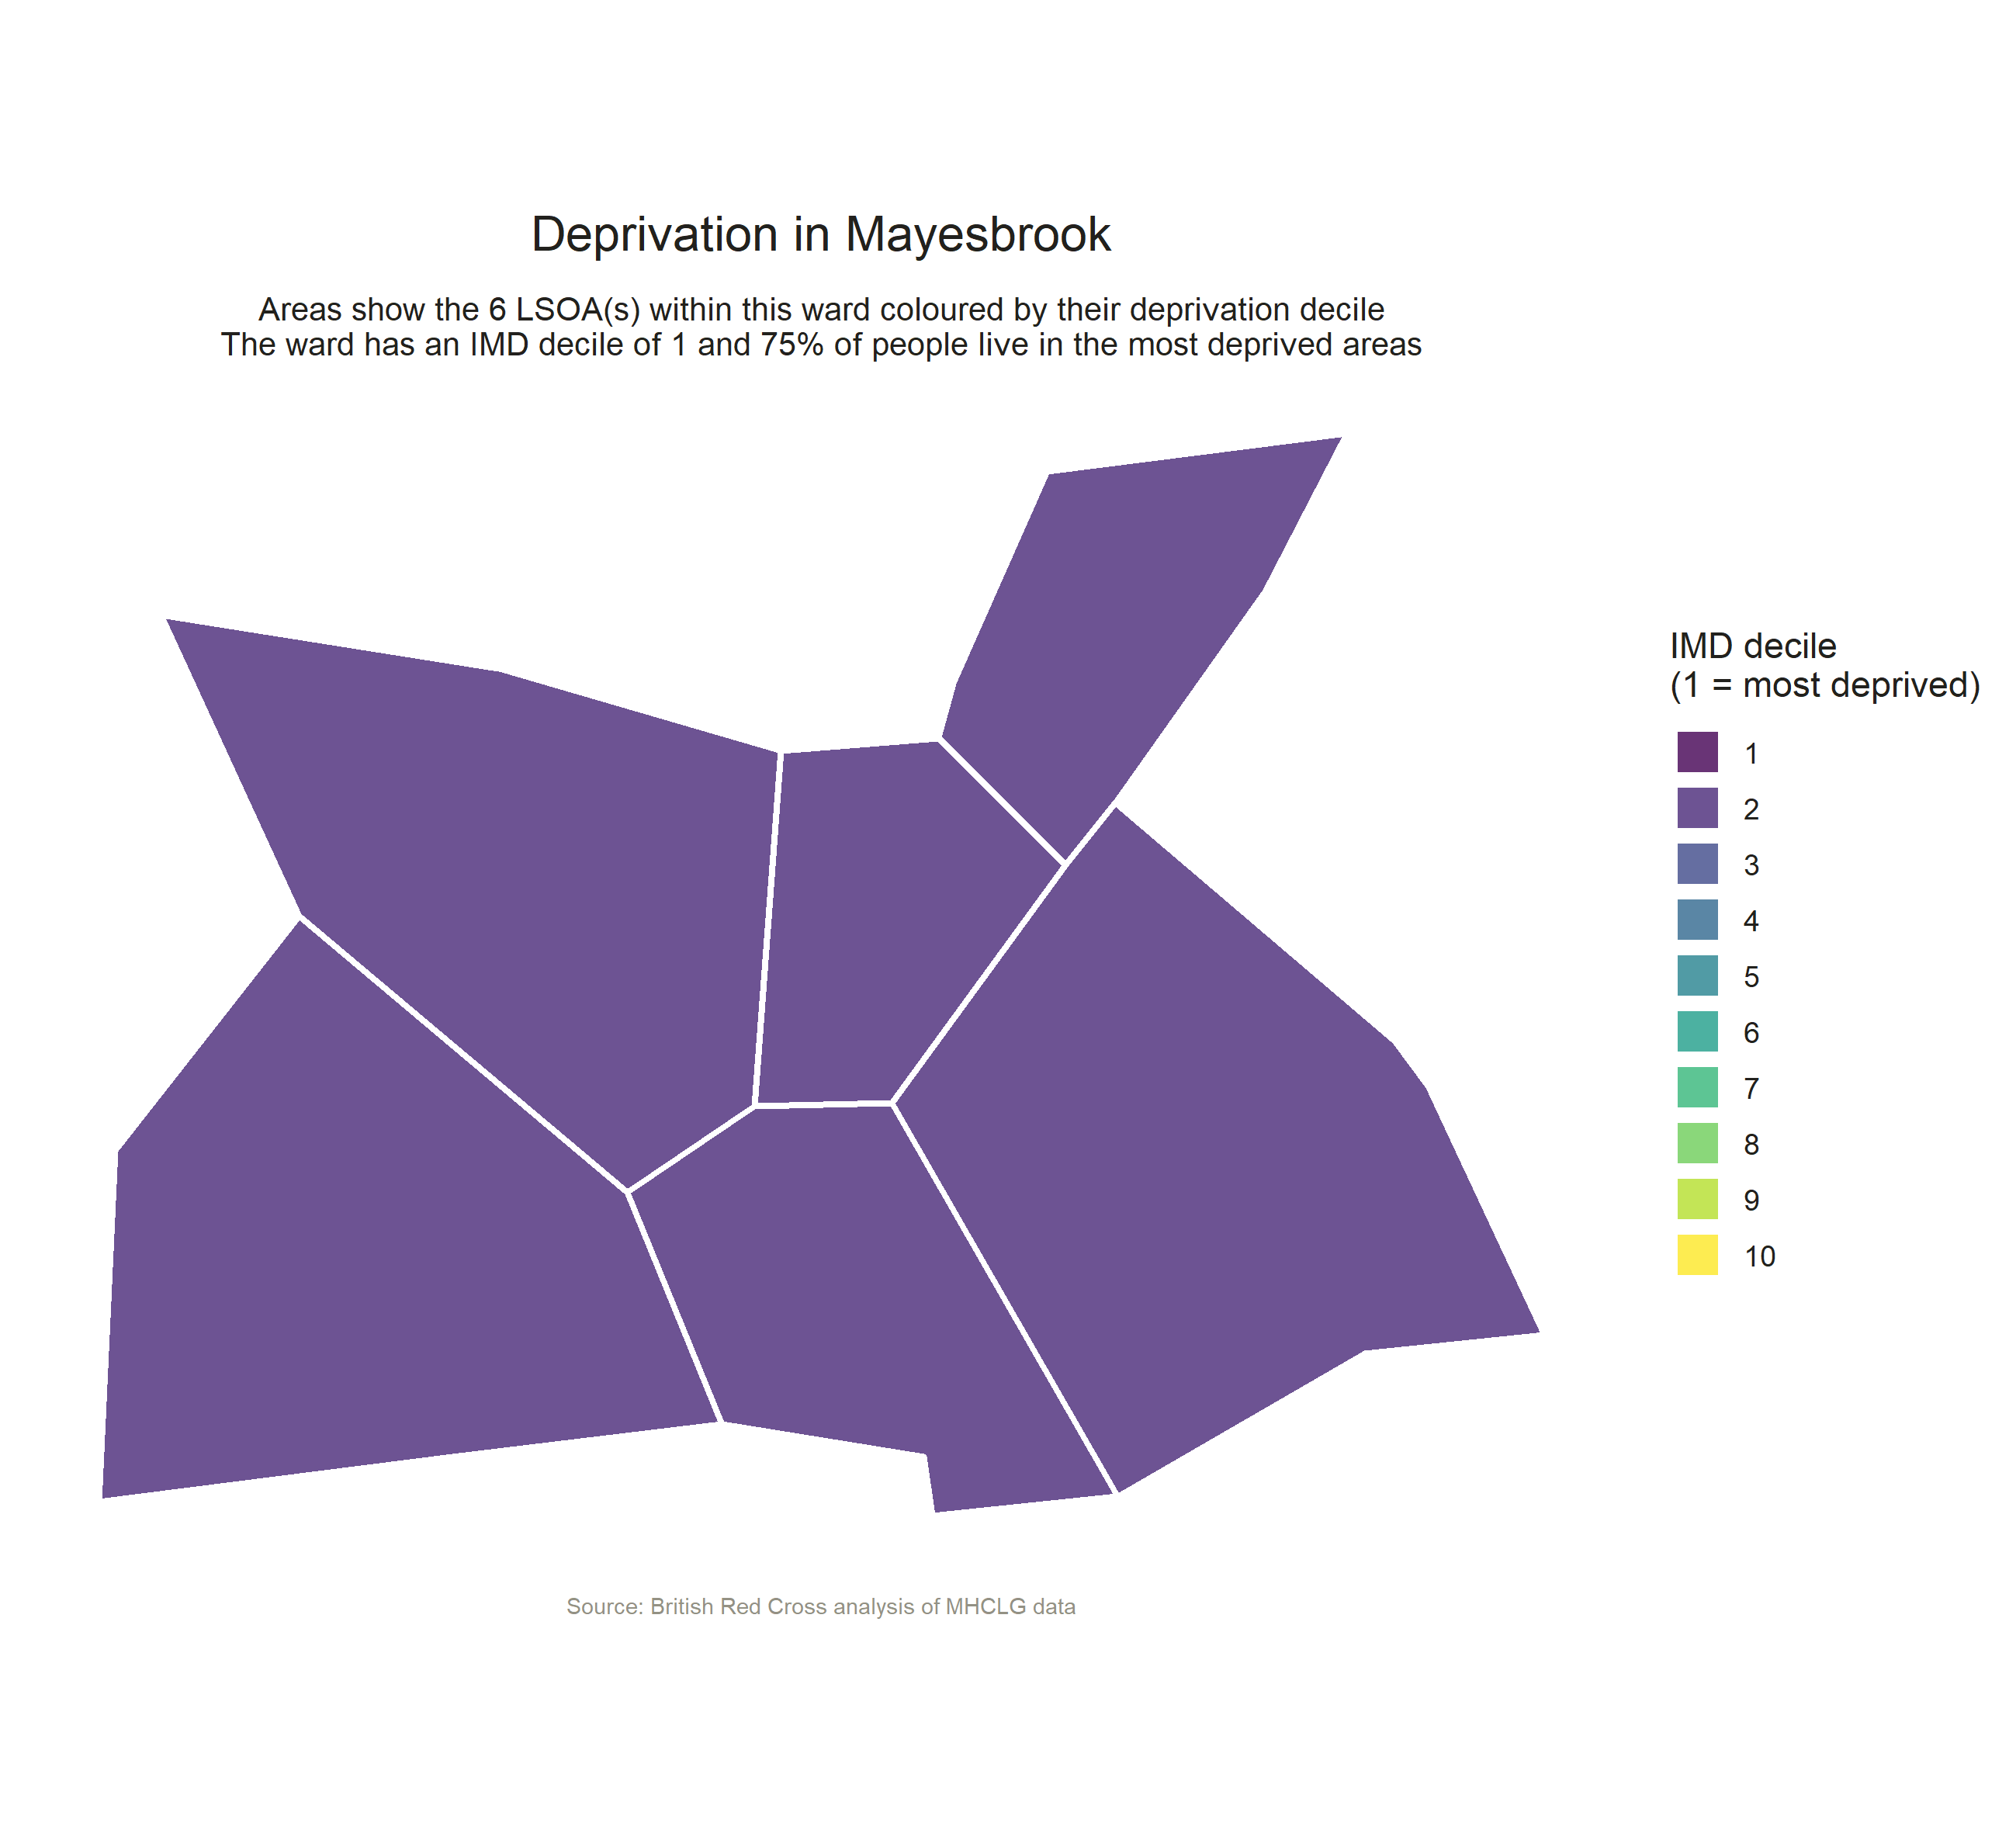 Deprivation in Mayesbrook
Areas show the 6 LSOA(s) within this ward coloured by their deprivation decile
The ward has an IMD decile of 1 and 75% of people live in the most deprived areas
IMD decile
(1 = most deprived)
1
2
3
4
5
6
7
8
9
10
Source: British Red Cross analysis of MHCLG data